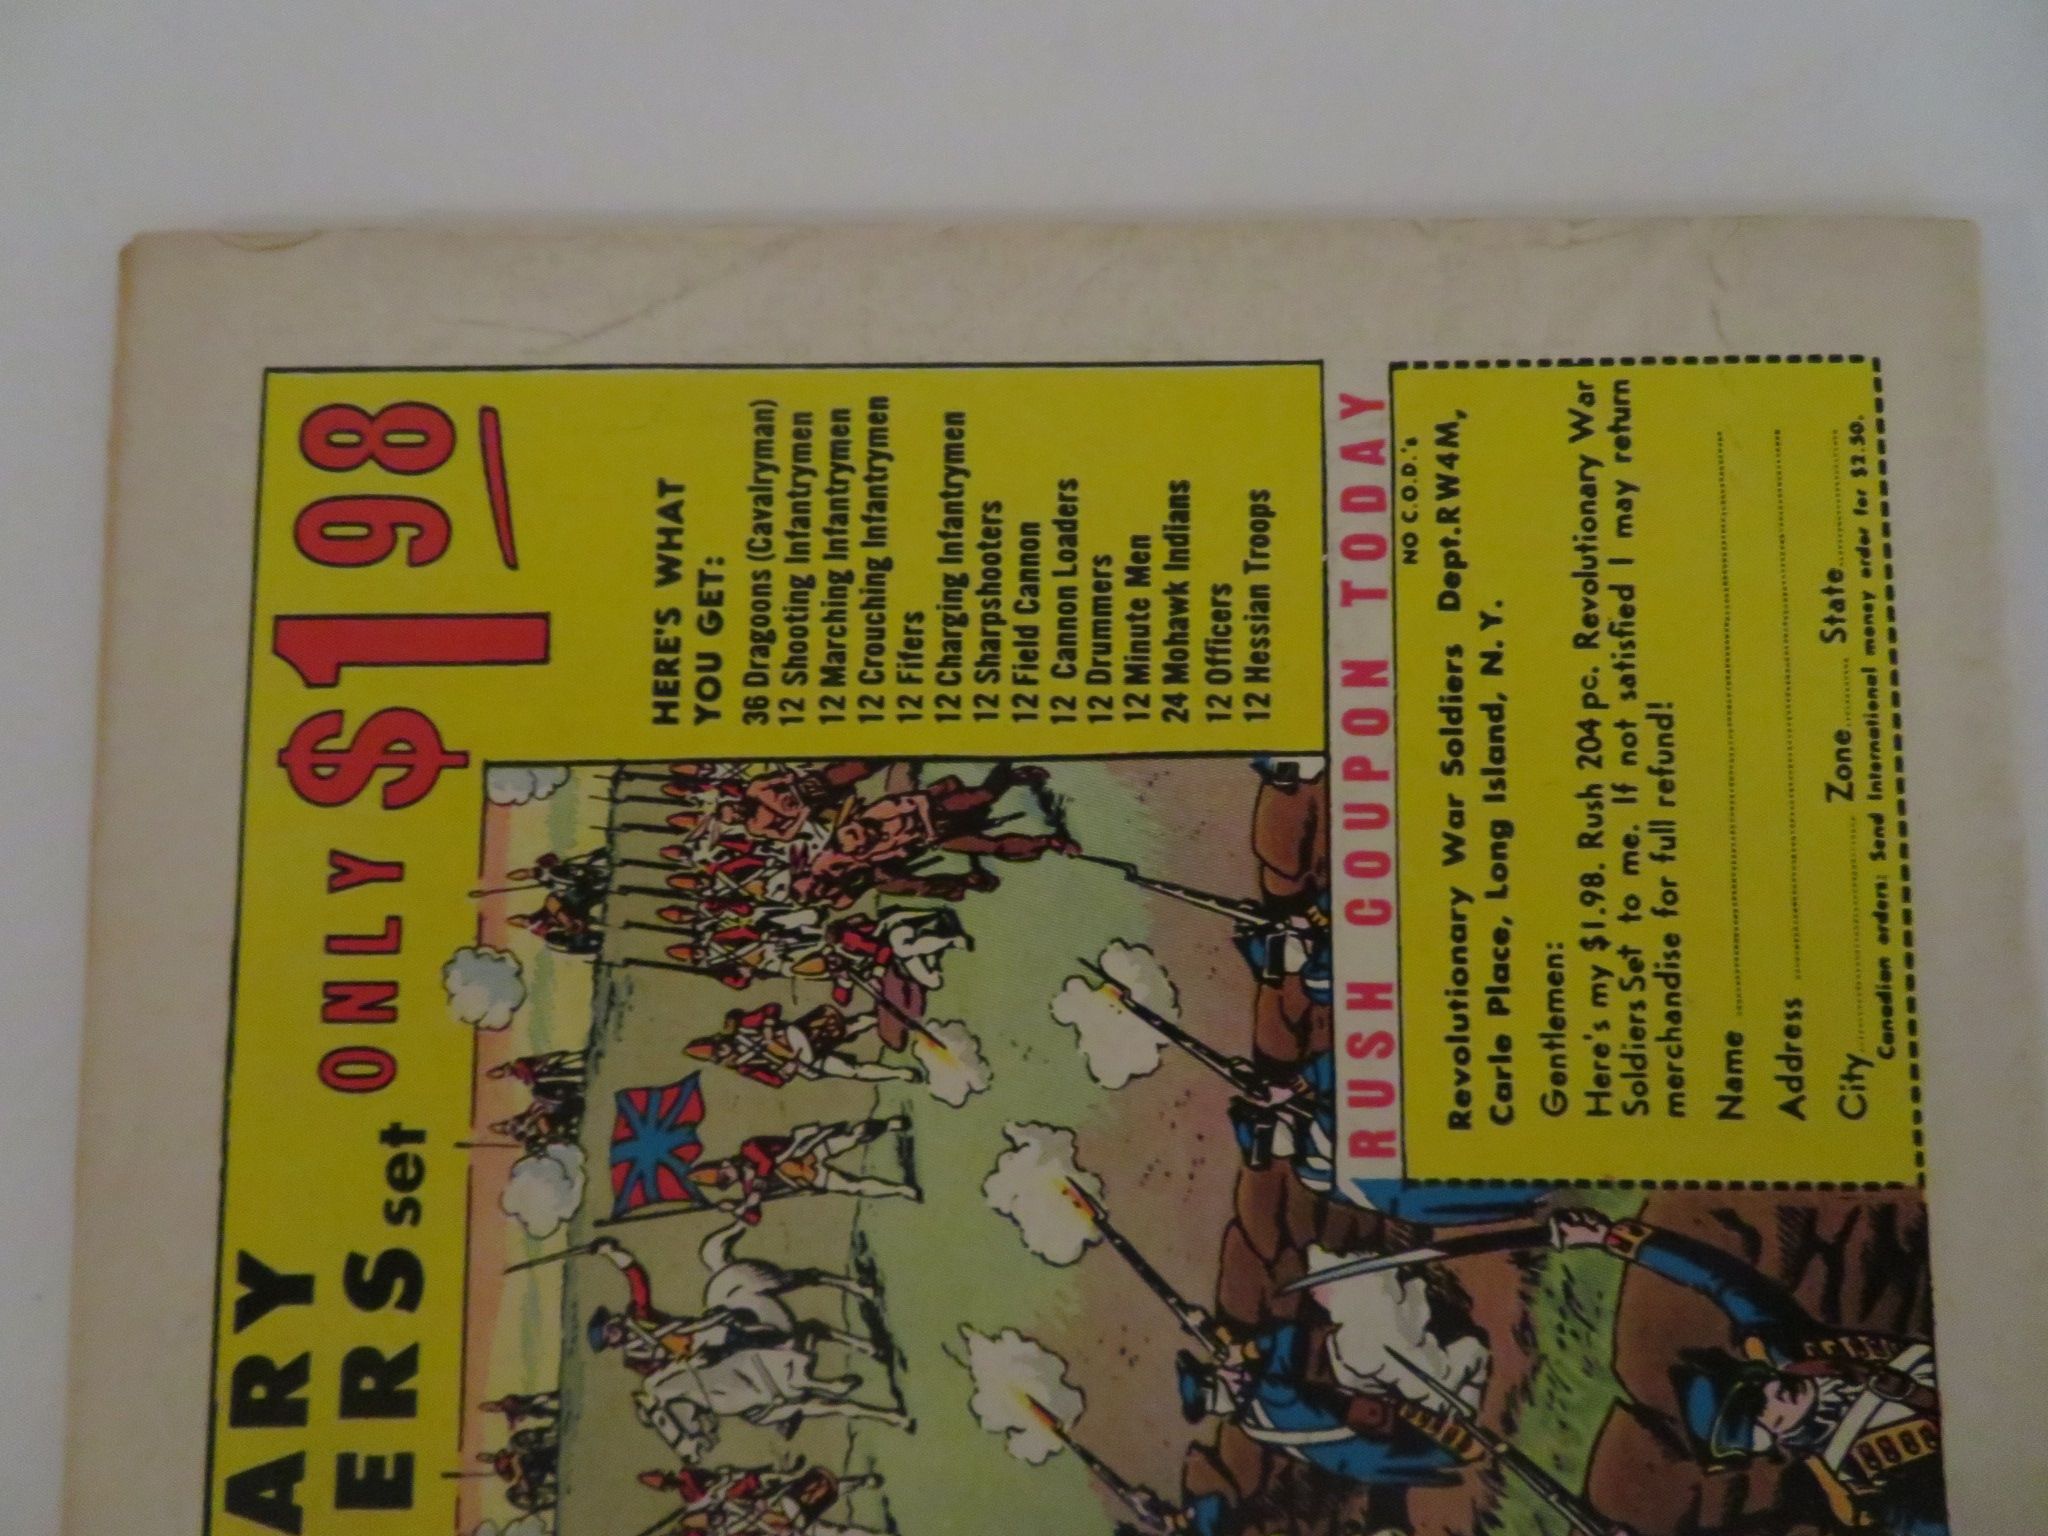 ARY
ERS set ONLY $1 98
HERE'S WHAT
YOU GET:
36 Dragoons (Cavalryman)
12 Shooting Infantrymen
12 Marching Infantrymen
12 Crouching Infantrymen
12 Fifers
12 Charging Infantrymen
12 Sharpshooters
12 Field Cannon
12 Cannon Loaders
12 Drummers
12 Minute Men
24 Mohawk Indians
12 Officers
12 Hessian Troops
RUSH COUPON TODAY
NO C.O.D.'s
Revolutionary War Soldiers Dept.RW4M,
Carle Place, Long Island, N. Y.
Gentlemen:
Here's my $1.98. Rush 204 pc. Revolutionary War
Soldiers Set to me. If not satisfied I may return
merchandise for full refund!
Name
Address
City Zone State
Canadian orders: Send International money order for $2.50.